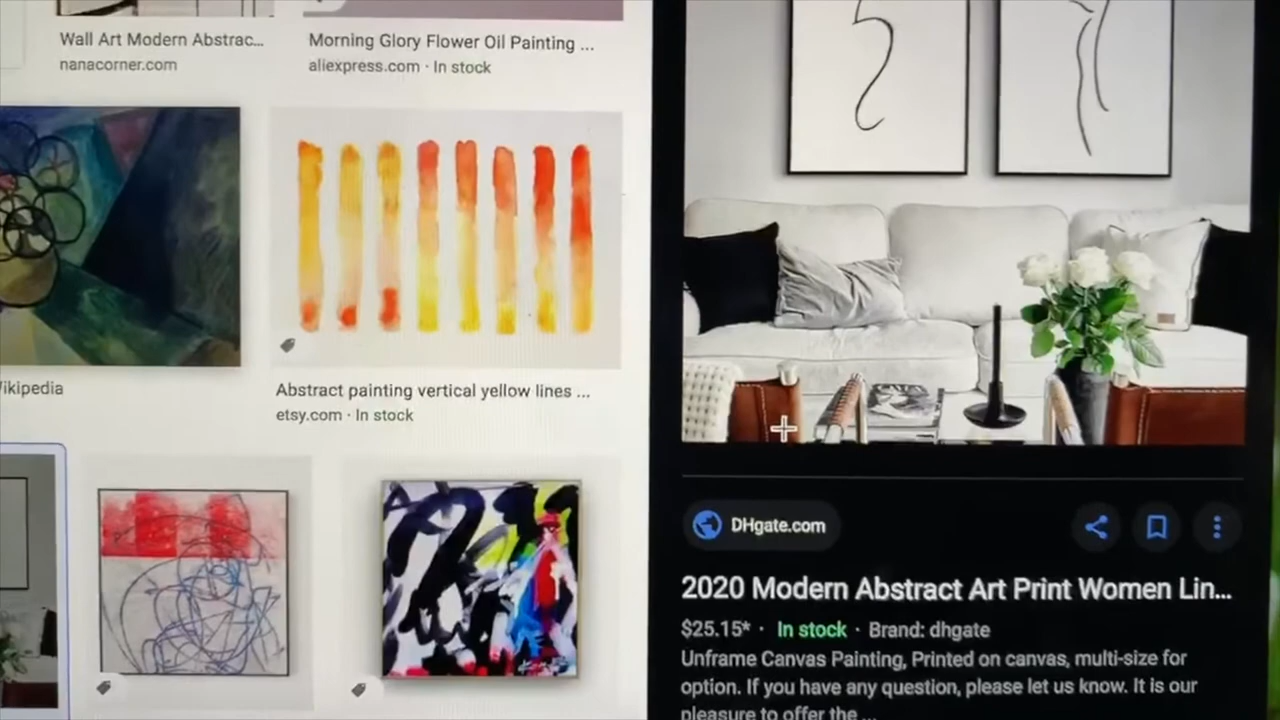 Wall Art Modern Abstrac...
nanacorner.com
Morning Glory Flower Oil Painting ...
aliexpress.com · In stock
ikipedia
Abstract painting vertical yellow lines ...
etsy.com · In stock
DHgate.com
2020 Modern Abstract Art Print Women Lin...
$25.15* · In stock · Brand: dhgate
Unframe Canvas Painting, Printed on canvas, multi-size for
option. If you have any question, please let us know. It is our
pleasure to offer the ...